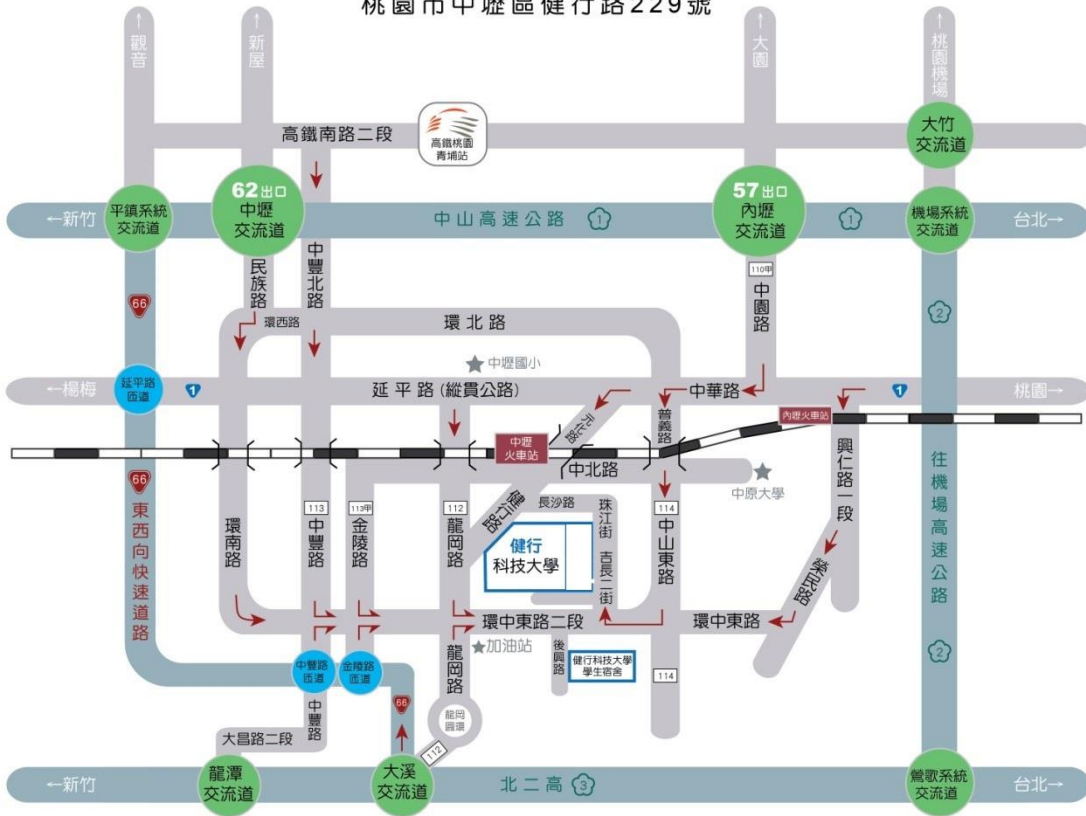 桃園市中壢區健行路229號
↑觀音
↑新屋
↑大園
↑桃園機場
高鐵南路二段
高鐵桃園
青埔站
大竹
交流道
←新竹
平鎮系統
交流道
62出口
中壢
交流道
中山高速公路
1
57出口
內壢
交流道
1
機場系統
交流道
台北→
民族路
中豐北路
110甲
中園路
66
2
環西路
環北路
中壢國小
←楊梅
延平路
匝道
1
延平路(縱貫公路)
中華路
1
桃園→
元化路
普義路
內壢火車站
中壢
火車站
中北路
中原大學
興仁路一段
66
東西向快速道路
往機場高速公路
環南路
113
中豐路
113甲
金陵路
112
龍岡路
健行路
長沙路
珠江街
吉長二街
114
中山東路
健行
科技大學
榮民路
環中東路二段
環中東路
加油站
中豐路
匝道
金陵路
匝道
龍岡路
後興路
健行科技大學
學生宿舍
114
2
中豐路
66
龍岡
圓環
大昌路二段
112
←新竹
龍潭
交流道
大溪
交流道
北二高
3
鶯歌系統
交流道
台北→